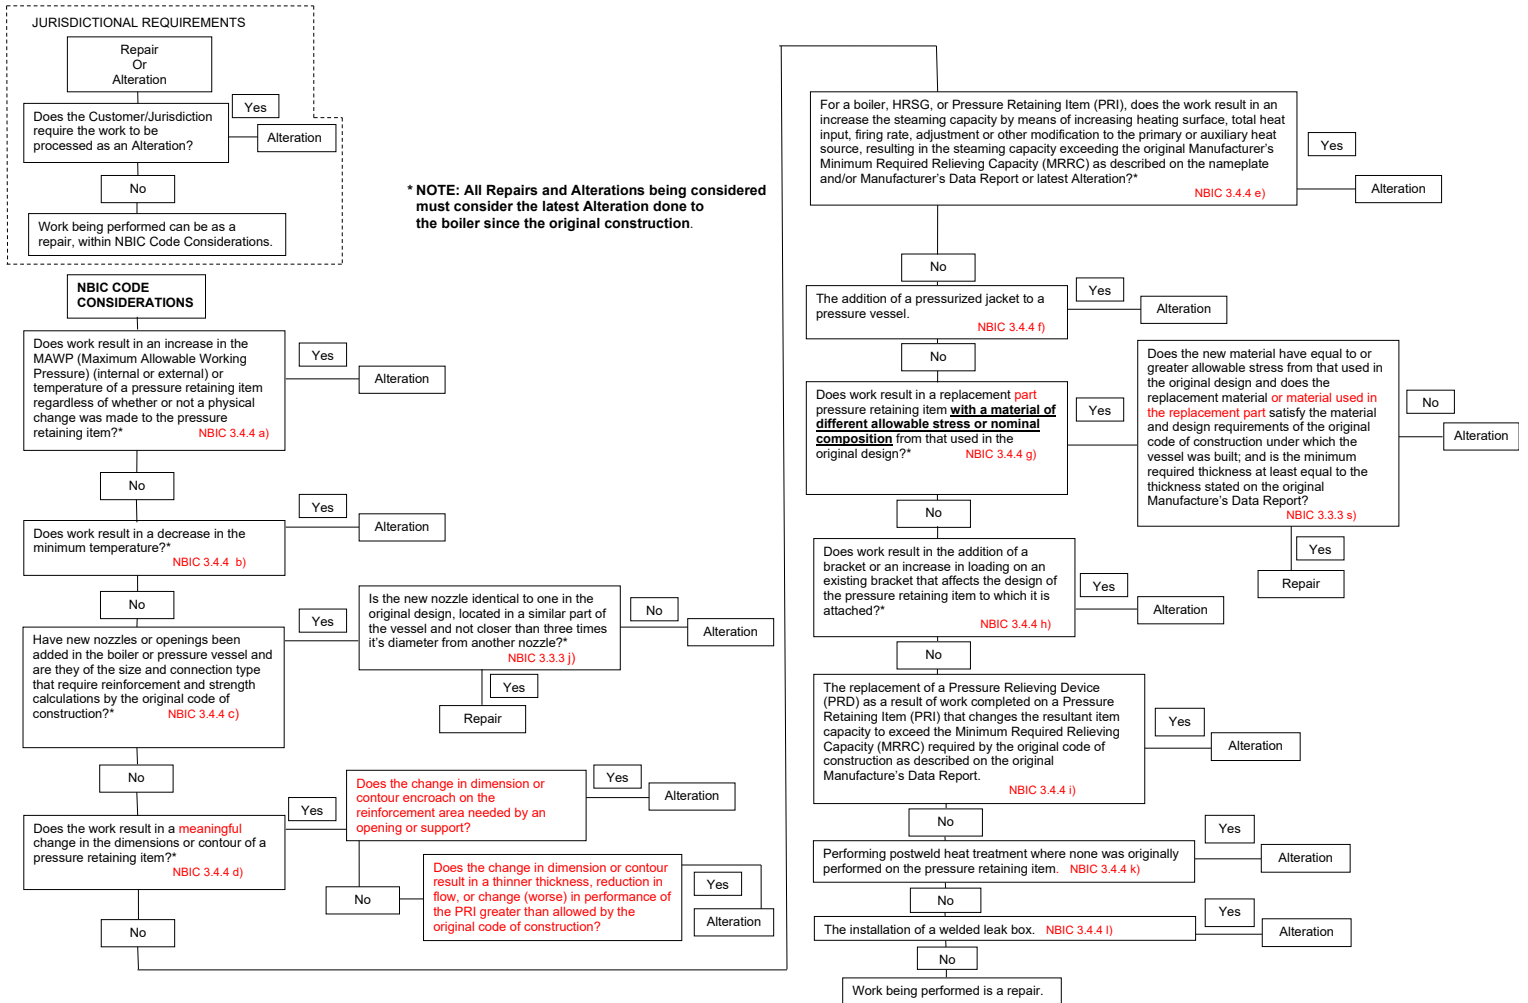 JURISDICTIONAL REQUIREMENTS
Repair
Or
Alteration
Does the Customer/Jurisdiction
require the work to be
processed as an Alteration?
Yes
Alteration
No
Work being performed can be as a
repair, within NBIC Code Considerations.
* NOTE: All Repairs and Alterations being considered
must consider the latest Alteration done to
the boiler since the original construction.
NBIC CODE
CONSIDERATIONS
Does work result in an increase in the
MAWP (Maximum Allowable Working
Pressure) (internal or external) or
temperature of a pressure retaining item
regardless of whether or not a physical
change was made to the pressure
retaining item?* NBIC 3.4.4 a)
Yes
Alteration
No
Does work result in a decrease in the
minimum temperature?*
NBIC 3.4.4 b)
Yes
Alteration
No
Have new nozzles or openings been
added in the boiler or pressure vessel and
are they of the size and connection type
that require reinforcement and strength
calculations by the original code of
construction?* NBIC 3.4.4 c)
Yes
Is the new nozzle identical to one in the
original design, located in a similar part of
the vessel and not closer than three times
it's diameter from another nozzle?*
NBIC 3.3.3 j)
No
Alteration
Yes
Repair
No
Does the work result in a meaningful
change in the dimensions or contour of a
pressure retaining item?*
NBIC 3.4.4 d)
Yes
Does the change in dimension or
contour encroach on the
reinforcement area needed by an
opening or support?
Yes
Alteration
No
Does the change in dimension or contour
result in a thinner thickness, reduction in
flow, or change (worse) in performance of
the PRI greater than allowed by the
original code of construction?
Yes
Alteration
No
For a boiler, HRSG, or Pressure Retaining Item (PRI), does the work result in an
increase the steaming capacity by means of increasing heating surface, total heat
input, firing rate, adjustment or other modification to the primary or auxiliary heat
source, resulting in the steaming capacity exceeding the original Manufacturer's
Minimum Required Relieving Capacity (MRRC) as described on the nameplate
and/or Manufacturer's Data Report or latest Alteration?*
NBIC 3.4.4 e)
Yes
Alteration
No
The addition of a pressurized jacket to a
pressure vessel.
NBIC 3.4.4 f)
Yes
Alteration
No
Does work result in a replacement part
pressure retaining item with a material of
different allowable stress or nominal
composition from that used in the
original design?* NBIC 3.4.4 g)
Yes
Does the new material have equal to or
greater allowable stress from that used in
the original design and does the
replacement material or material used in
the replacement part satisfy the material
and design requirements of the original
code of construction under which the
vessel was built; and is the minimum
required thickness at least equal to the
thickness stated on the original
Manufacture's Data Report?
NBIC 3.3.3 s)
No
Alteration
Yes
Repair
No
Does work result in the addition of a
bracket or an increase in loading on an
existing bracket that affects the design of
the pressure retaining item to which it is
attached?*
NBIC 3.4.4 h)
Yes
Alteration
No
The replacement of a Pressure Relieving Device
(PRD) as a result of work completed on a Pressure
Retaining Item (PRI) that changes the resultant item
capacity to exceed the Minimum Required Relieving
Capacity (MRRC) required by the original code of
construction as described on the original
Manufacture's Data Report.
NBIC 3.4.4 i)
Yes
Alteration
No
Performing postweld heat treatment where none was originally
performed on the pressure retaining item. NBIC 3.4.4 k)
Yes
Alteration
No
The installation of a welded leak box. NBIC 3.4.4 l)
Yes
Alteration
No
Work being performed is a repair.